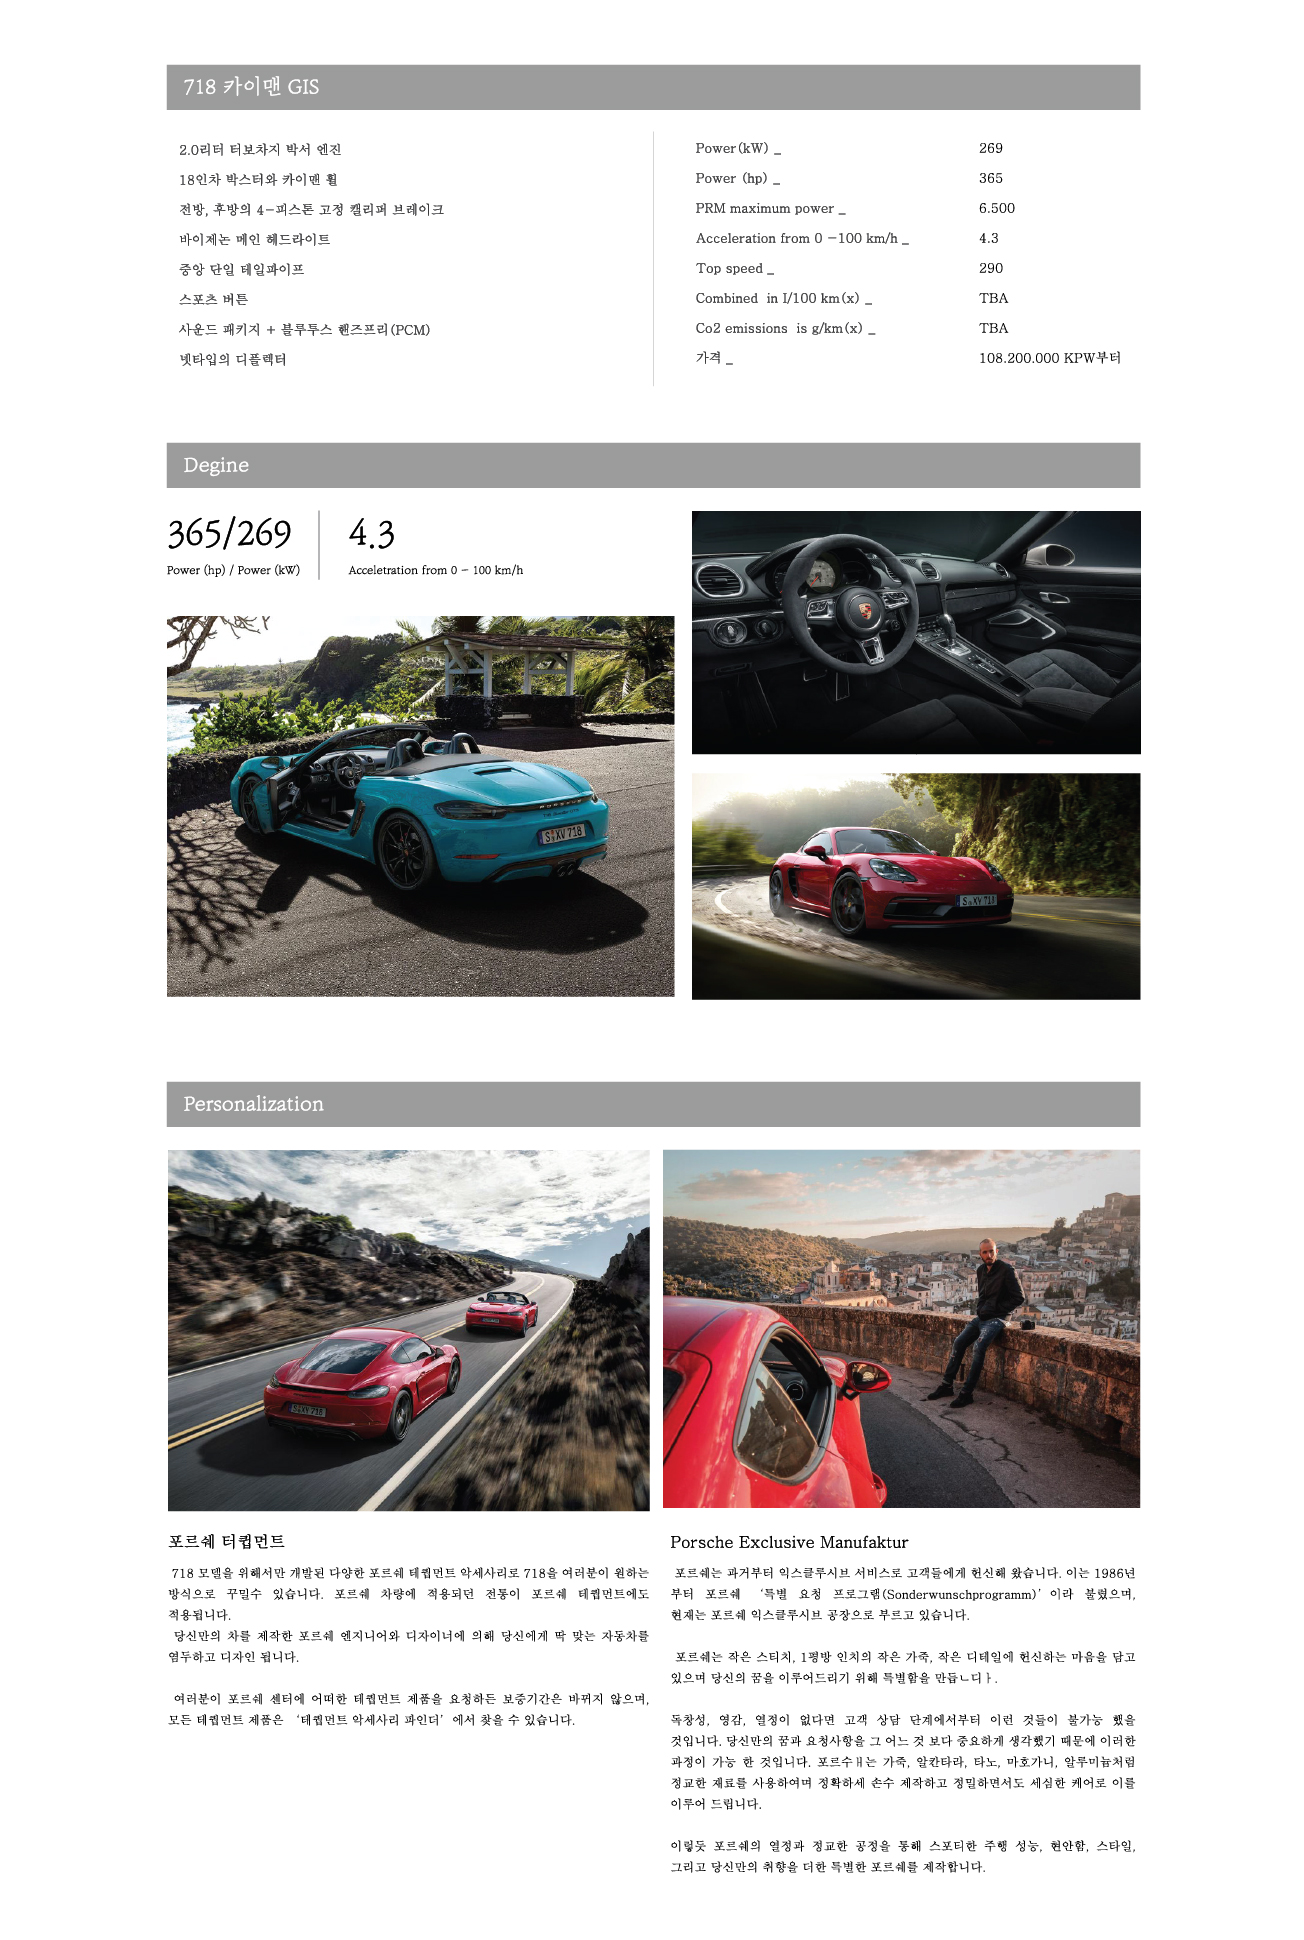 718 카이맨 GIS
2.0리터 터보차지 박서 엔진
18인차 박스터와 카이맨 휠
전방, 후방의 4-피스톤 고정 캘리퍼 브레이크
바이제논 메인 헤드라이트
중앙 단일 테일파이프
스포츠 버튼
사운드 패키지 + 블루투스 핸즈프리(PCM)
넷타입의 디플렉터
Power(kW) _ 269
Power (hp) _ 365
PRM maximum power _ 6.500
Acceleration from 0 -100 km/h _ 4.3
Top speed _ 290
Combined in I/100 km(x) _ TBA
Co2 emissions is g/km(x) _ TBA
가격 _ 108.200.000 KPW부터
Degine
365/269
Power (hp) / Power (kW)
4.3
Acceletration from 0 - 100 km/h
PORSCHE
S XV 718
S XY 718
Personalization
S XY 718
포르쉐 터큅먼트
718 모델을 위해서만 개발된 다양한 포르쉐 테큅먼트 악세사리로 718을 여러분이 원하는
방식으로 꾸밀수 있습니다. 포르쉐 차량에 적용되던 전통이 포르쉐 테큅먼트에도
적용됩니다.
당신만의 차를 제작한 포르쉐 엔지니어와 디자이너에 의해 당신에게 딱 맞는 자동차를
염두하고 디자인 됩니다.
여러분이 포르쉐 센터에 어떠한 테큅먼트 제품을 요청하든 보증기간은 바뀌지 않으며,
모든 테큅먼트 제품은 ‘테큅먼트 악세사리 파인더’ 에서 찾을 수 있습니다.
Porsche Exclusive Manufaktur
포르쉐는 과거부터 익스클루시브 서비스로 고객들에게 헌신해 왔습니다. 이는 1986년
부터 포르쉐 ‘특별 요청 프로그램(Sonderwunschprogramm)’ 이라 불렸으며,
현재는 포르쉐 익스클루시브 공장으로 부르고 있습니다.
포르쉐는 작은 스티치, 1평방 인치의 작은 가죽, 작은 디테일에 헌신하는 마음을 담고
있으며 당신의 꿈을 이루어드리기 위해 특별함을 만듭ㄴ디ㅏ.
독창성, 영감, 열정이 없다면 고객 상담 단계에서부터 이런 것들이 불가능 했을
것입니다. 당신만의 꿈과 요청사항을 그 어느 것 보다 중요하게 생각했기 때문에 이러한
과정이 가능 한 것입니다. 포르수ㅐ는 가죽, 알칸타라, 타노, 마호가니, 알루미늄처럼
정교한 재료를 사용하여며 정확하세 손수 제작하고 정밀하면서도 세심한 케어로 이를
이루어 드립니다.
이렇듯 포르쉐의 열정과 정교한 공정을 통해 스포티한 주행 성능, 현안함, 스타일,
그리고 당신만의 취향을 더한 특별한 포르쉐를 제작합니다.